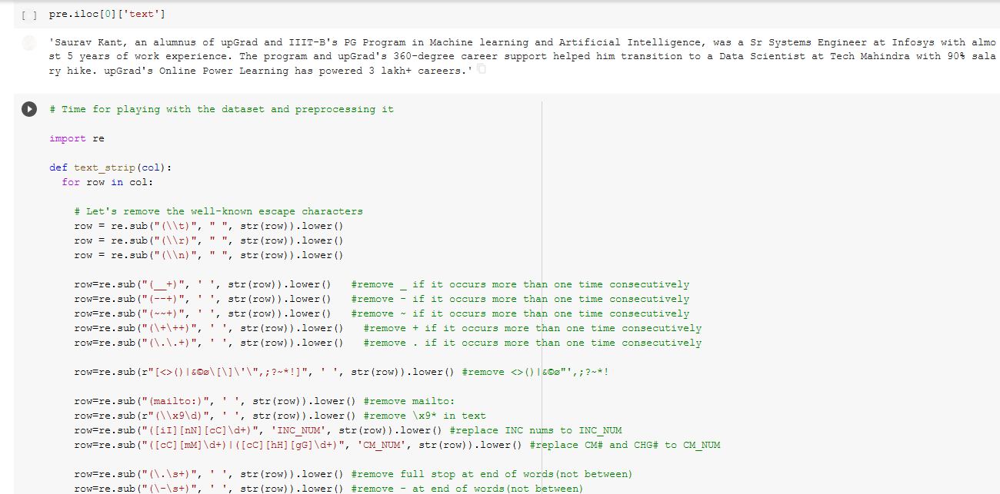 [ ] pre.iloc[0]['text']
'Saurav Kant, an alumnus of upGrad and IIIT-B's PG Program in Machine learning and Artificial Intelligence, was a Sr Systems Engineer at Infosys with almo
st 5 years of work experience. The program and upGrad's 360-degree career support helped him transition to a Data Scientist at Tech Mahindra with 90% sala
ry hike. upGrad's Online Power Learning has powered 3 lakh+ careers.'
# Time for playing with the dataset and preprocessing it
import re
def text_strip(col):
  for row in col:
    # Let's remove the well-known escape characters
    row = re.sub("(\\t)", " ", str(row)).lower()
    row = re.sub("(\\r)", " ", str(row)).lower()
    row = re.sub("(\\n)", " ", str(row)).lower()
    row=re.sub("(__+)", ' ', str(row)).lower()   #remove _ if it occurs more than one time consecutively
    row=re.sub("(--+)", ' ', str(row)).lower()   #remove - if it occurs more than one time consecutively
    row=re.sub("(~~+)", ' ', str(row)).lower()   #remove ~ if it occurs more than one time consecutively
    row=re.sub("(\+\++)", ' ', str(row)).lower()   #remove + if it occurs more than one time consecutively
    row=re.sub("(\.\.+)", ' ', str(row)).lower()   #remove . if it occurs more than one time consecutively
    row=re.sub(r"[<>()|&©ø\[\]\'\",;?~*!]", ' ', str(row)).lower() #remove <>()|&©ø"',;?~*!
    row=re.sub("(mailto:)", ' ', str(row)).lower() #remove mailto:
    row=re.sub(r"(\\x9\d)", ' ', str(row)).lower() #remove \x9* in text
    row=re.sub("([iI][nN][cC]\d+)", 'INC_NUM', str(row)).lower() #replace INC nums to INC_NUM
    row=re.sub("([cC][mM]\d+)|([cC][hH][gG]\d+)", 'CM_NUM', str(row)).lower() #replace CM# and CHG# to CM_NUM
    row=re.sub("(\.\s+)", ' ', str(row)).lower() #remove full stop at end of words(not between)
    row=re.sub("(\-\s+)", ' ', str(row)).lower() #remove - at end of words(not between)